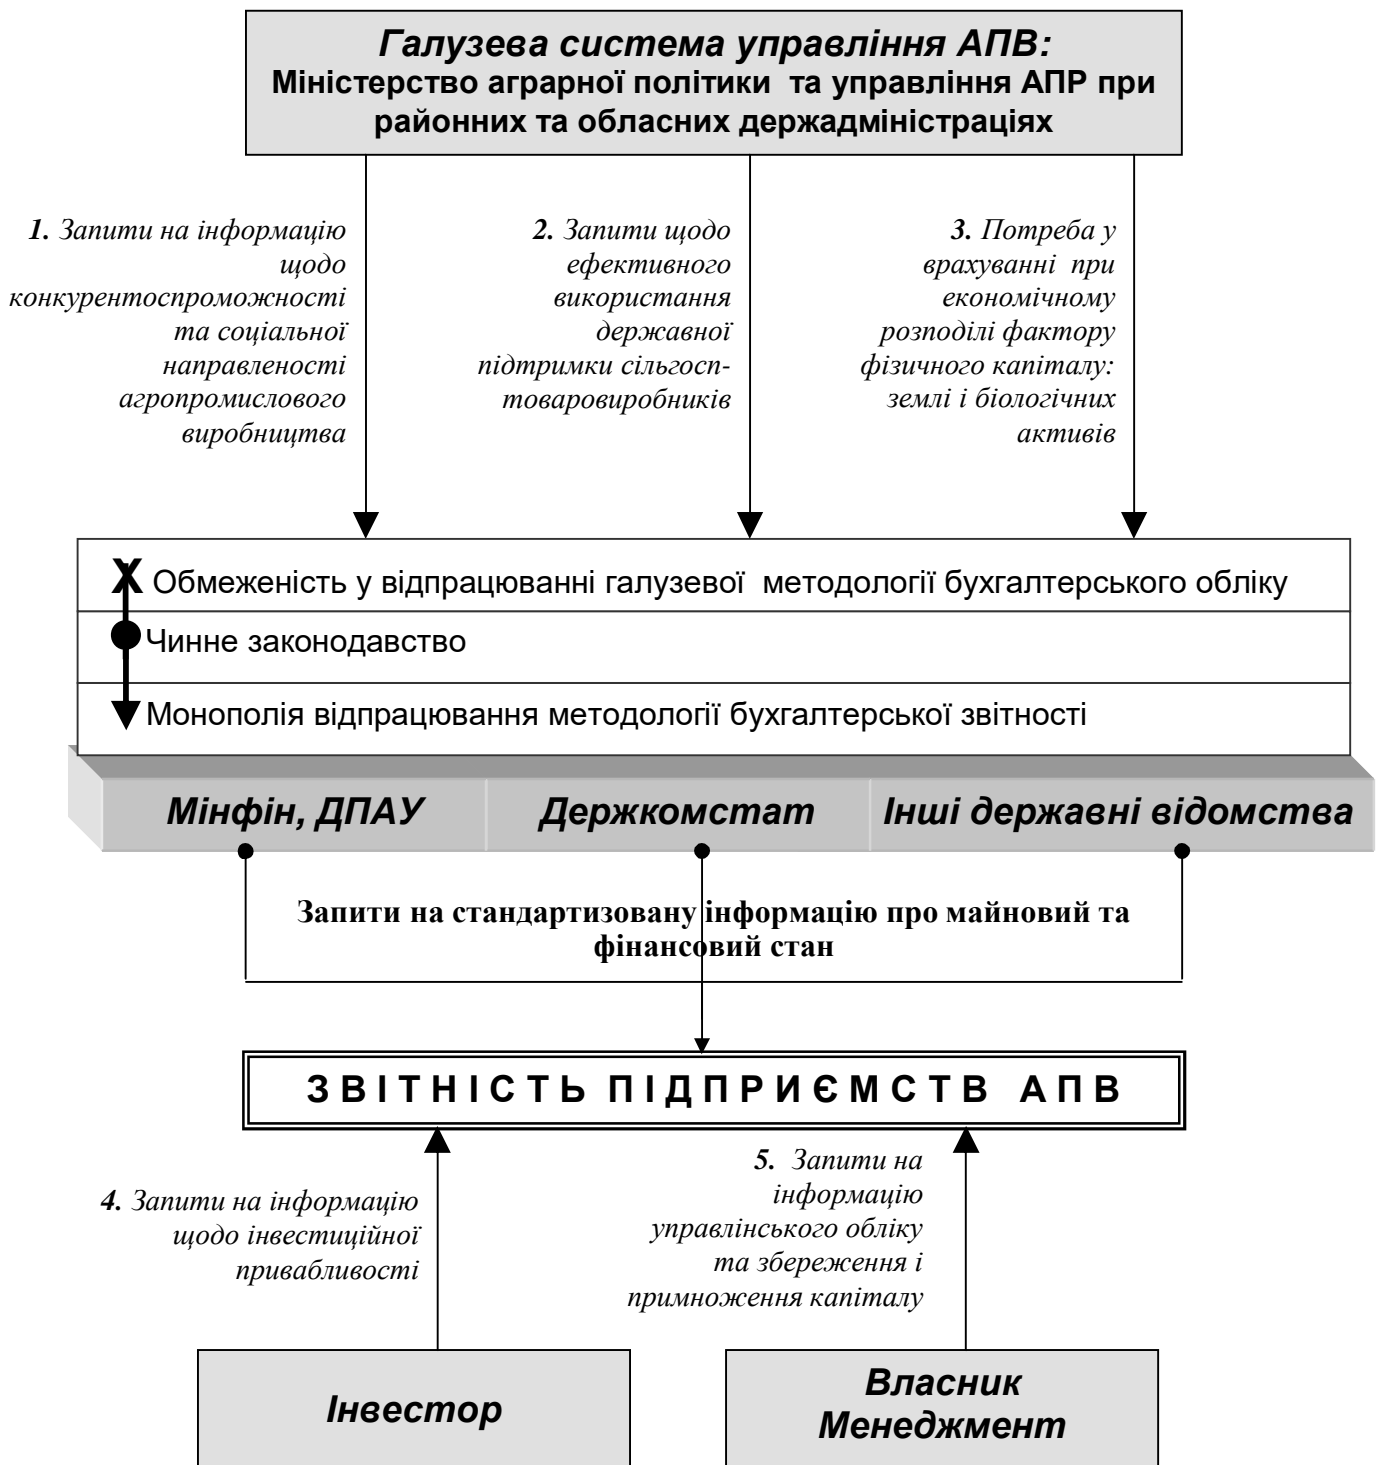 Галузева система управління АПВ:
Міністерство аграрної політики та управління АПР при
районних та обласних держадміністраціях
1. Запити на інформацію
щодо
конкурентоспроможності
та соціальної
направленості
агропромислового
виробництва
2. Запити щодо
ефективного
використання
державної
підтримки сільгосп-
товаровиробників
3. Потреба у
врахуванні при
економічному
розподілі фактору
фізичного капіталу:
землі і біологічних
активів
X Обмеженість у відпрацюванні галузевої методології бухгалтерського обліку
Чинне законодавство
Монополія відпрацювання методології бухгалтерської звітності
Мінфін, ДПАУ
Держкомстат
Інші державні відомства
Запити на стандартизовану інформацію про майновий та
фінансовий стан
З В І Т Н І С Т Ь П І Д П Р И Є М С Т В А П В
4. Запити на інформацію
щодо інвестиційної
привабливості
5. Запити на
інформацію
управлінського обліку
та збереження і
примноження капіталу
Інвестор
Власник
Менеджмент